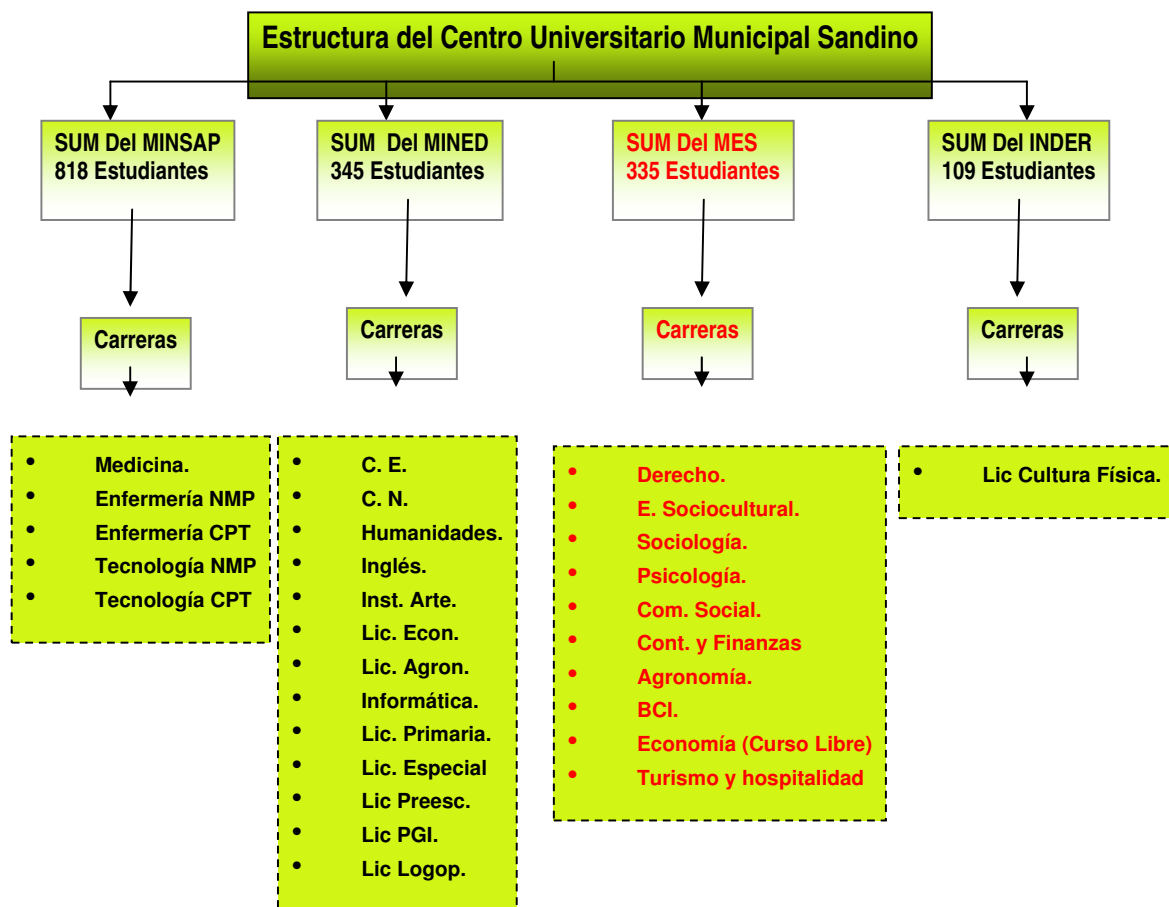 Estructura del Centro Universitario Municipal Sandino
SUM Del MINSAP
818 Estudiantes
SUM Del MINED
345 Estudiantes
SUM Del MES
335 Estudiantes
SUM Del INDER
109 Estudiantes
Carreras
Carreras
Carreras
Carreras
• Medicina.
• Enfermería NMP
• Enfermería CPT
• Tecnología NMP
• Tecnología CPT
• C. E.
• C. N.
• Humanidades.
• Inglés.
• Inst. Arte.
• Lic. Econ.
• Lic. Agron.
• Informática.
• Lic. Primaria.
• Lic. Especial
• Lic Preesc.
• Lic PGI.
• Lic Logop.
• Derecho.
• E. Sociocultural.
• Sociología.
• Psicología.
• Com. Social.
• Cont. y Finanzas
• Agronomía.
• BCI.
• Economía (Curso Libre)
• Turismo y hospitalidad
• Lic Cultura Física.